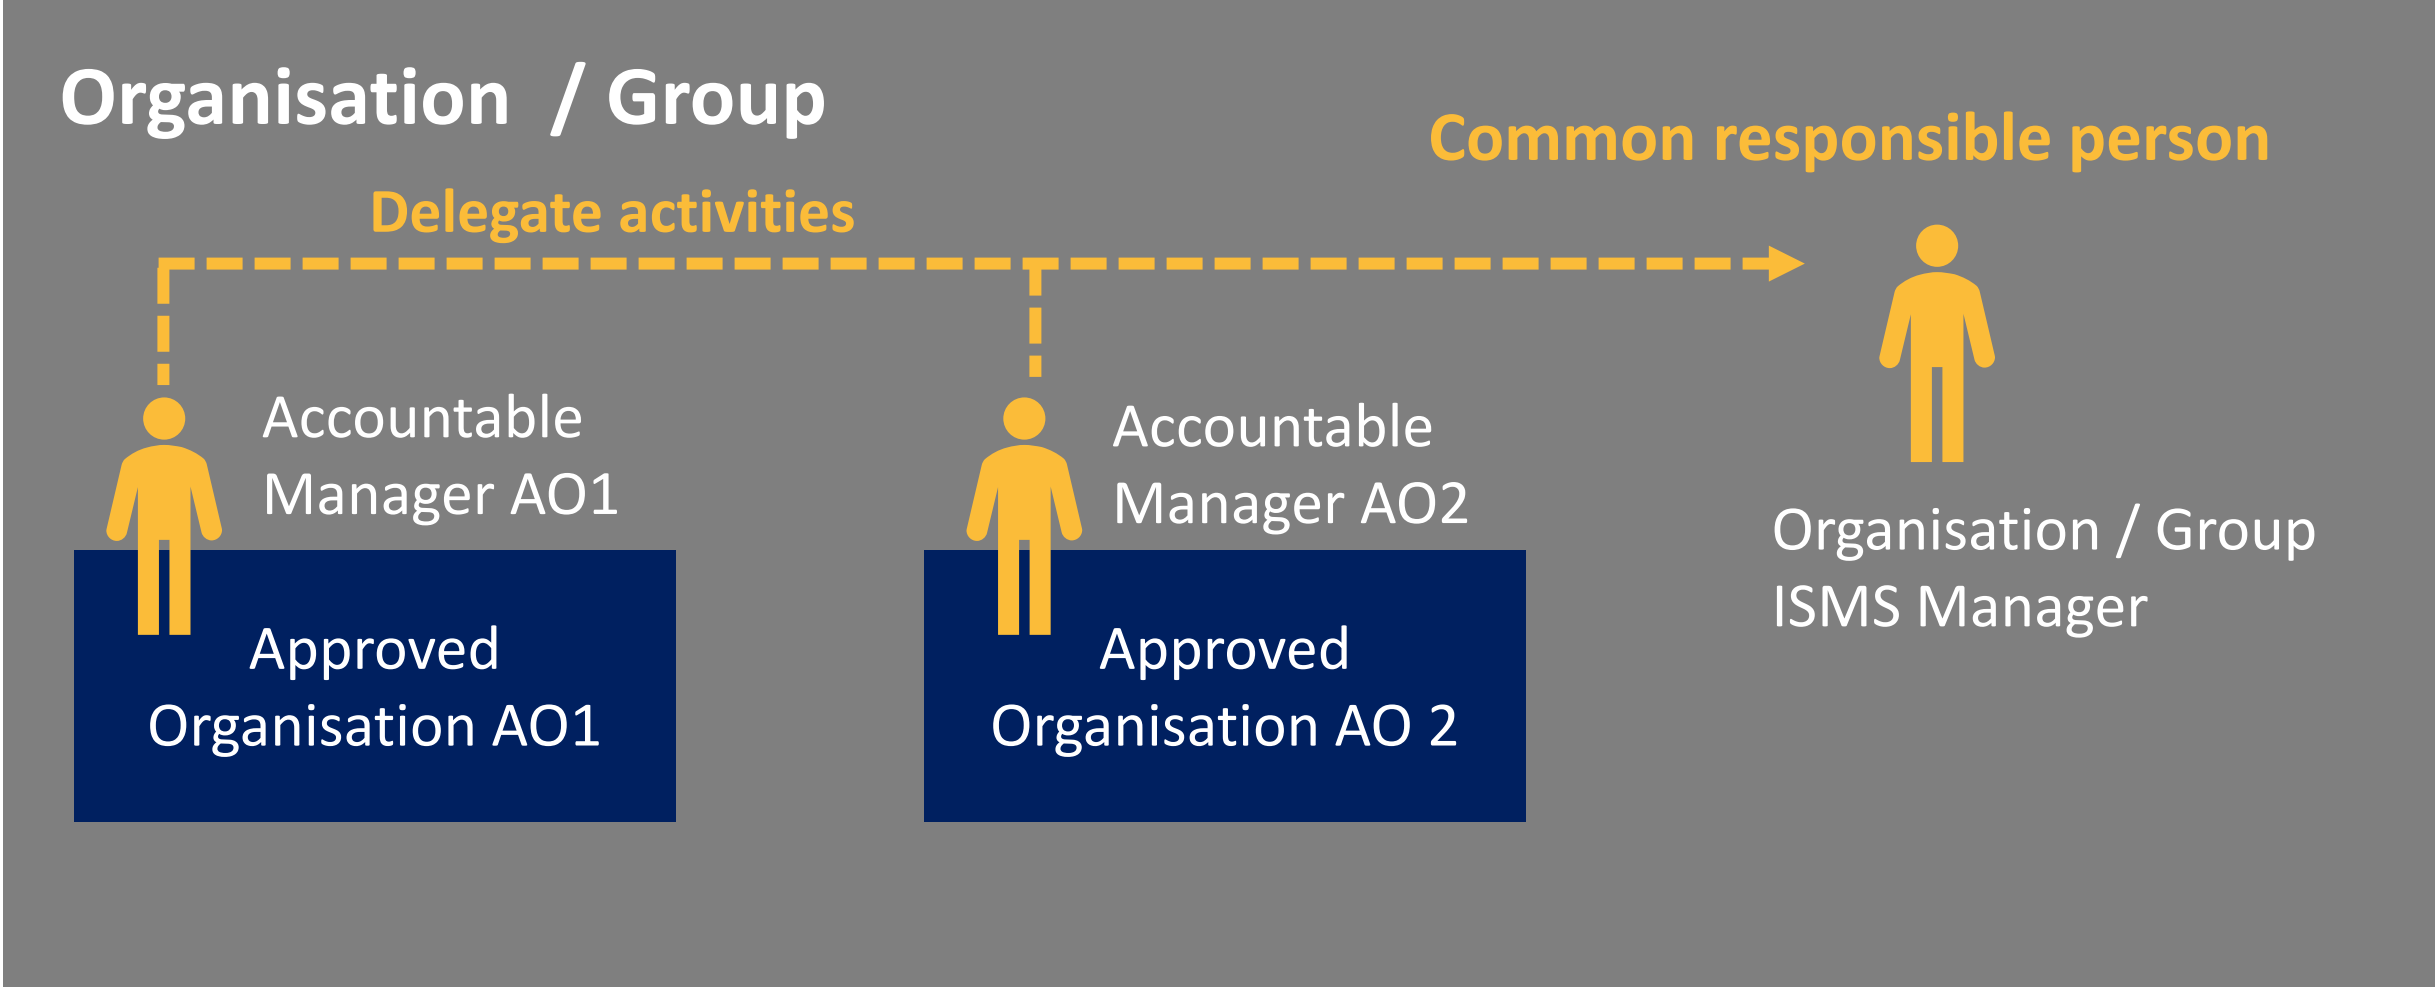 Organisation / Group
Common responsible person
Delegate activities
Accountable
Manager AO1
Accountable
Manager AO2
Organisation / Group
ISMS Manager
Approved
Organisation AO1
Approved
Organisation AO 2